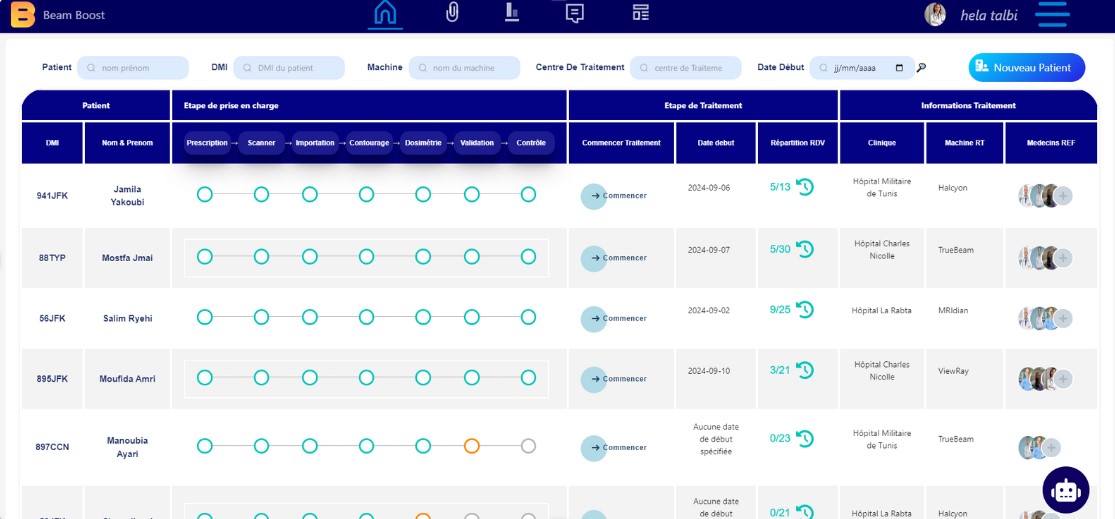 Beam Boost
hela talbi
Patient nom prénom DMI DMI du patient Machine nom du machine Centre De Traitement centre de Traiteme Date Début jj/mm/aaaa Nouveau Patient
Patient Etape de prise en charge Etape de Traitement Informations Traitement
DMI Nom & Prenom Prescription → Scanner → Importation → Contourage → Dosimétrie → Validation → Contrôle Commencer Traitement Date debut Répartition RDV Clinique Machine RT Medecins REF
941JFK Jamila Yakoubi → Commencer 2024-09-06 5/13 Hôpital Militaire de Tunis Halcyon
88TYP Mostfa Jmai → Commencer 2024-09-07 5/30 Hôpital Charles Nicolle TrueBeam
56JFK Salim Ryehi → Commencer 2024-09-02 9/25 Hôpital La Rabta MRIdian
895JFK Moufida Amri → Commencer 2024-09-10 3/21 Hôpital Charles Nicolle ViewRay
897CCN Manoubia Ayari → Commencer Aucune date de début spécifiée 0/23 Hôpital Militaire de Tunis TrueBeam
Aucune date de début 0/21 Hôpital La Rabta Halcyon